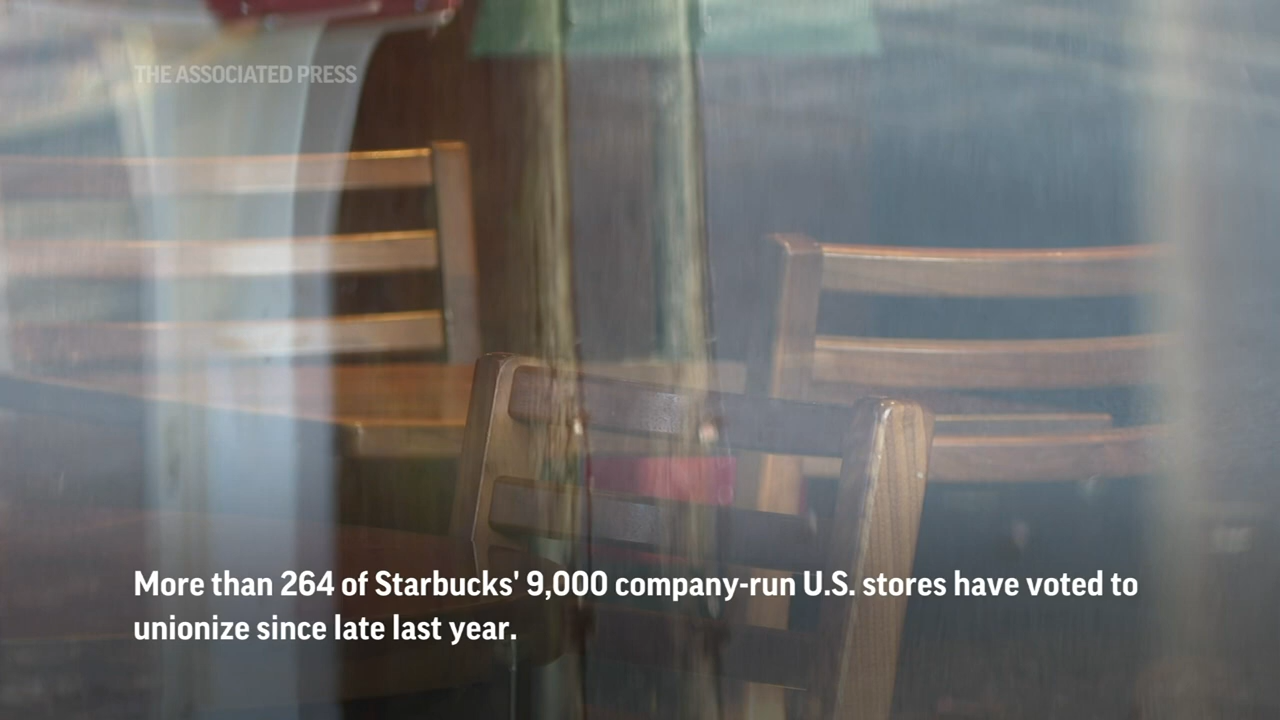 THE ASSOCIATED PRESS
More than 264 of Starbucks' 9,000 company-run U.S. stores have voted to
unionize since late last year.